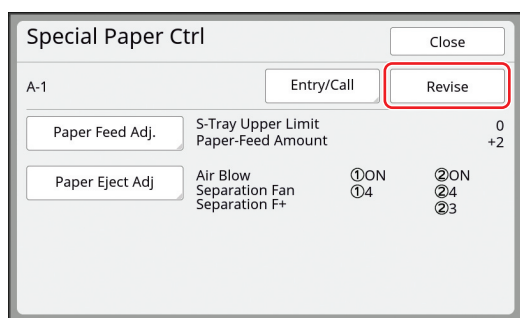 Special Paper Ctrl
Close
A-1
Entry/Call
Revise
Paper Feed Adj.
S-Tray Upper Limit 0
Paper-Feed Amount +2
Paper Eject Adj
Air Blow ①ON ②ON
Separation Fan ①4 ②4
Separation F+ ②3